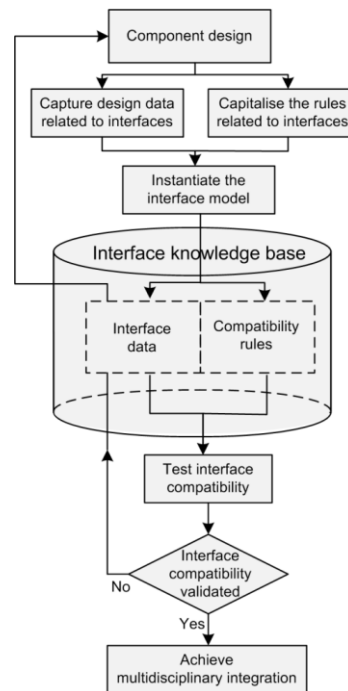 Component design
Capture design data
related to interfaces
Capitalise the rules
related to interfaces
Instantiate the
interface model
Interface knowledge base
Interface
data
Compatibility
rules
Test interface
compatibility
Interface
compatibility
validated
No
Yes
Achieve
multidisciplinary integration